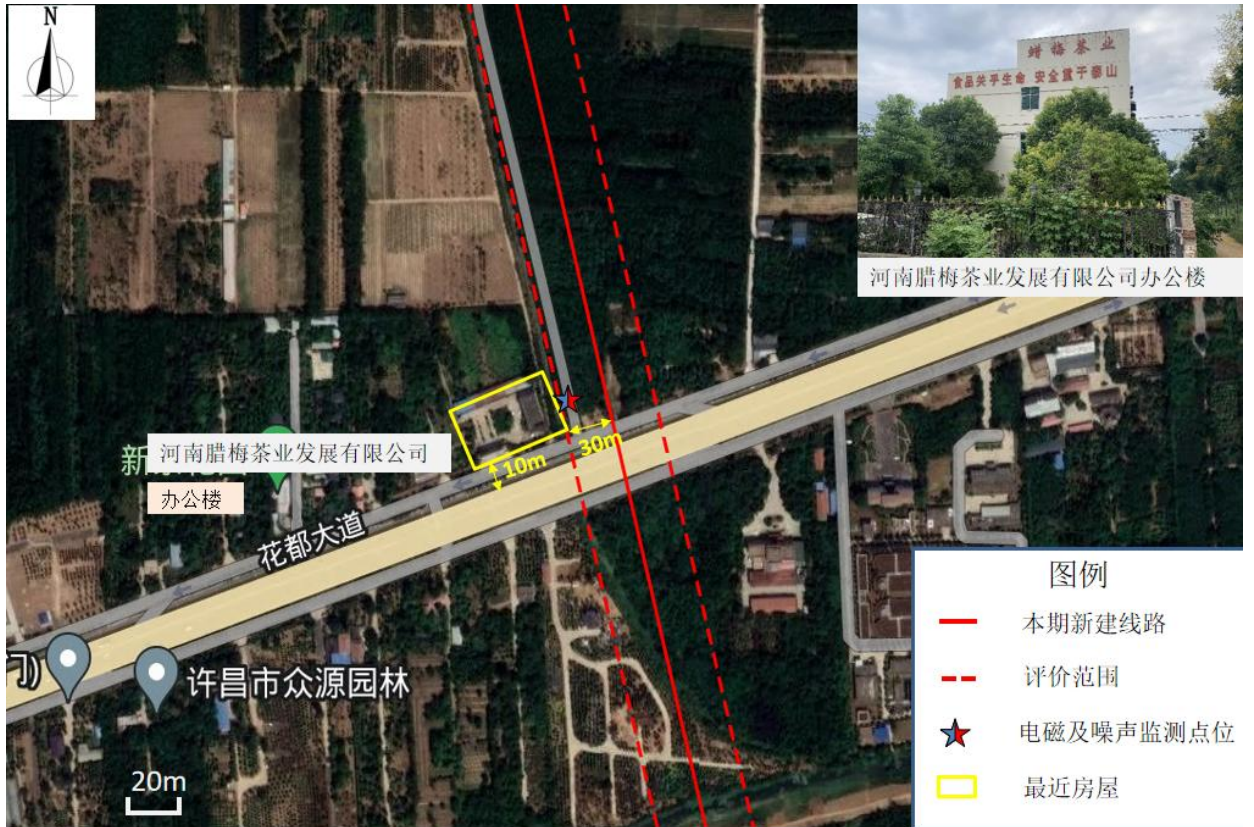 N
蜡梅茶业
食品关乎生命 安全重于泰山
河南腊梅茶业发展有限公司办公楼
30m
10m
新
河南腊梅茶业发展有限公司
办公楼
花都大道
门)
许昌市众源园林
20m
图例
本期新建线路
评价范围
电磁及噪声监测点位
最近房屋